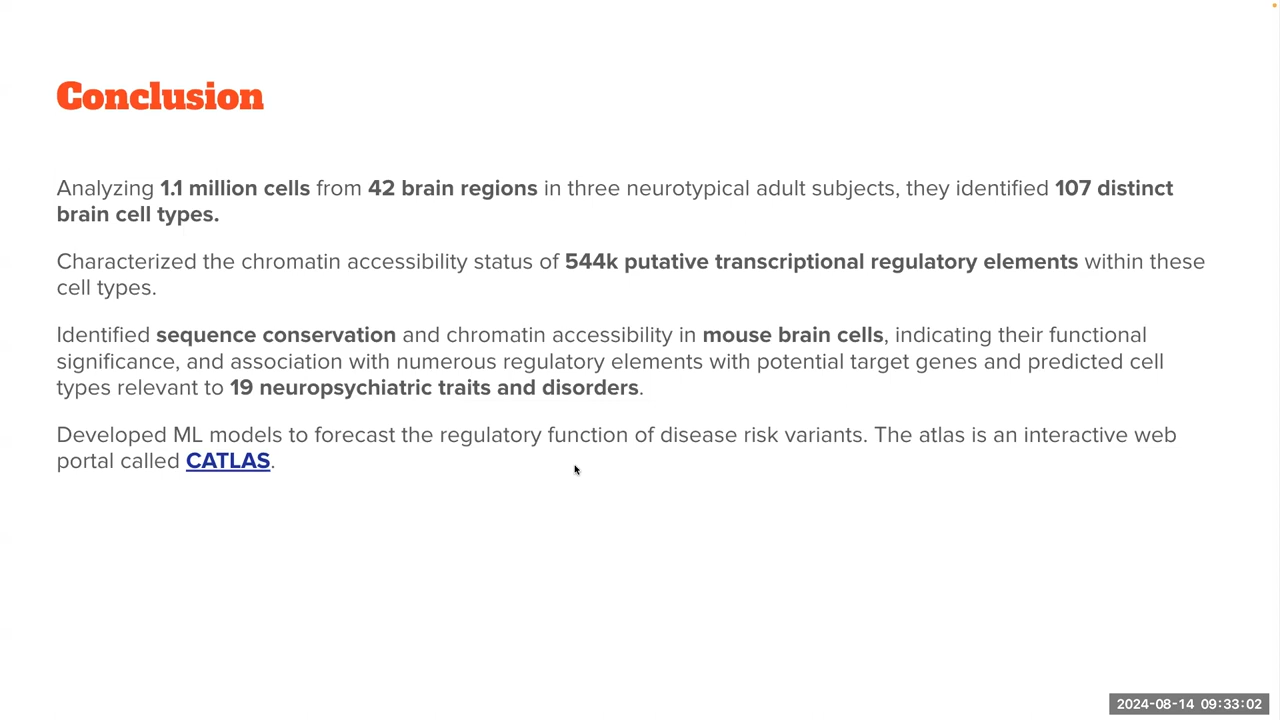 Conclusion
Analyzing 1.1 million cells from 42 brain regions in three neurotypical adult subjects, they identified 107 distinct
brain cell types.
Characterized the chromatin accessibility status of 544k putative transcriptional regulatory elements within these
cell types.
Identified sequence conservation and chromatin accessibility in mouse brain cells, indicating their functional
significance, and association with numerous regulatory elements with potential target genes and predicted cell
types relevant to 19 neuropsychiatric traits and disorders.
Developed ML models to forecast the regulatory function of disease risk variants. The atlas is an interactive web
portal called CATLAS.
2024-08-14 09:33:02